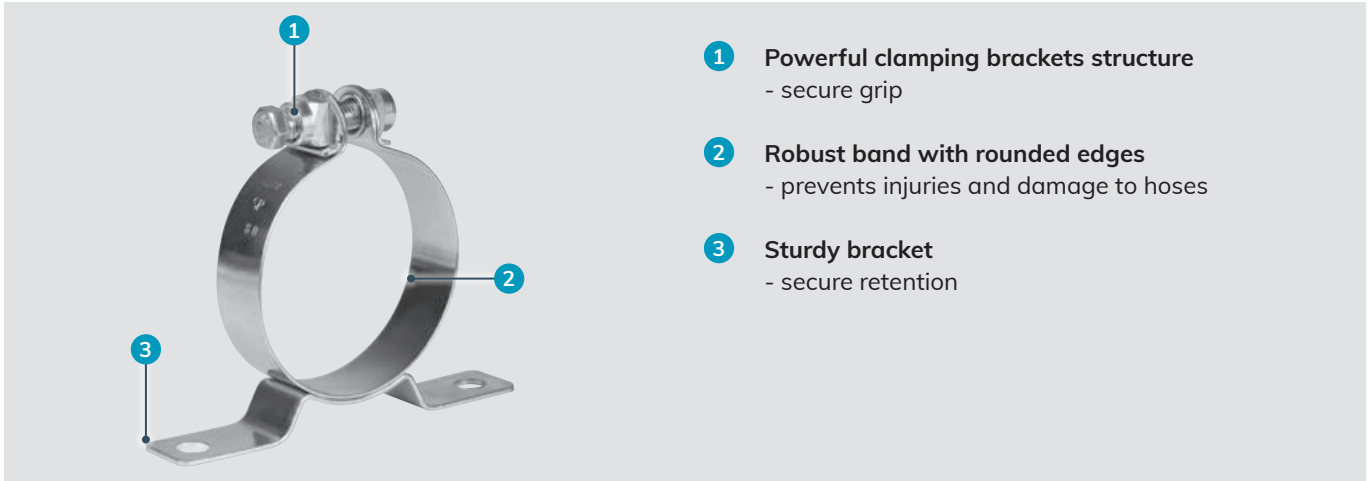 1
1 Powerful clamping brackets structure
- secure grip
2 Robust band with rounded edges
- prevents injuries and damage to hoses
2
3 Sturdy bracket
- secure retention
3